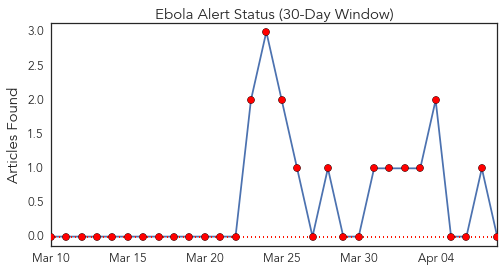 Ebola Alert Status (30-Day Window)
Articles Found
3.0
2.5
2.0
1.5
1.0
0.5
0.0
Mar 10 Mar 15 Mar 20 Mar 25 Mar 30 Apr 04